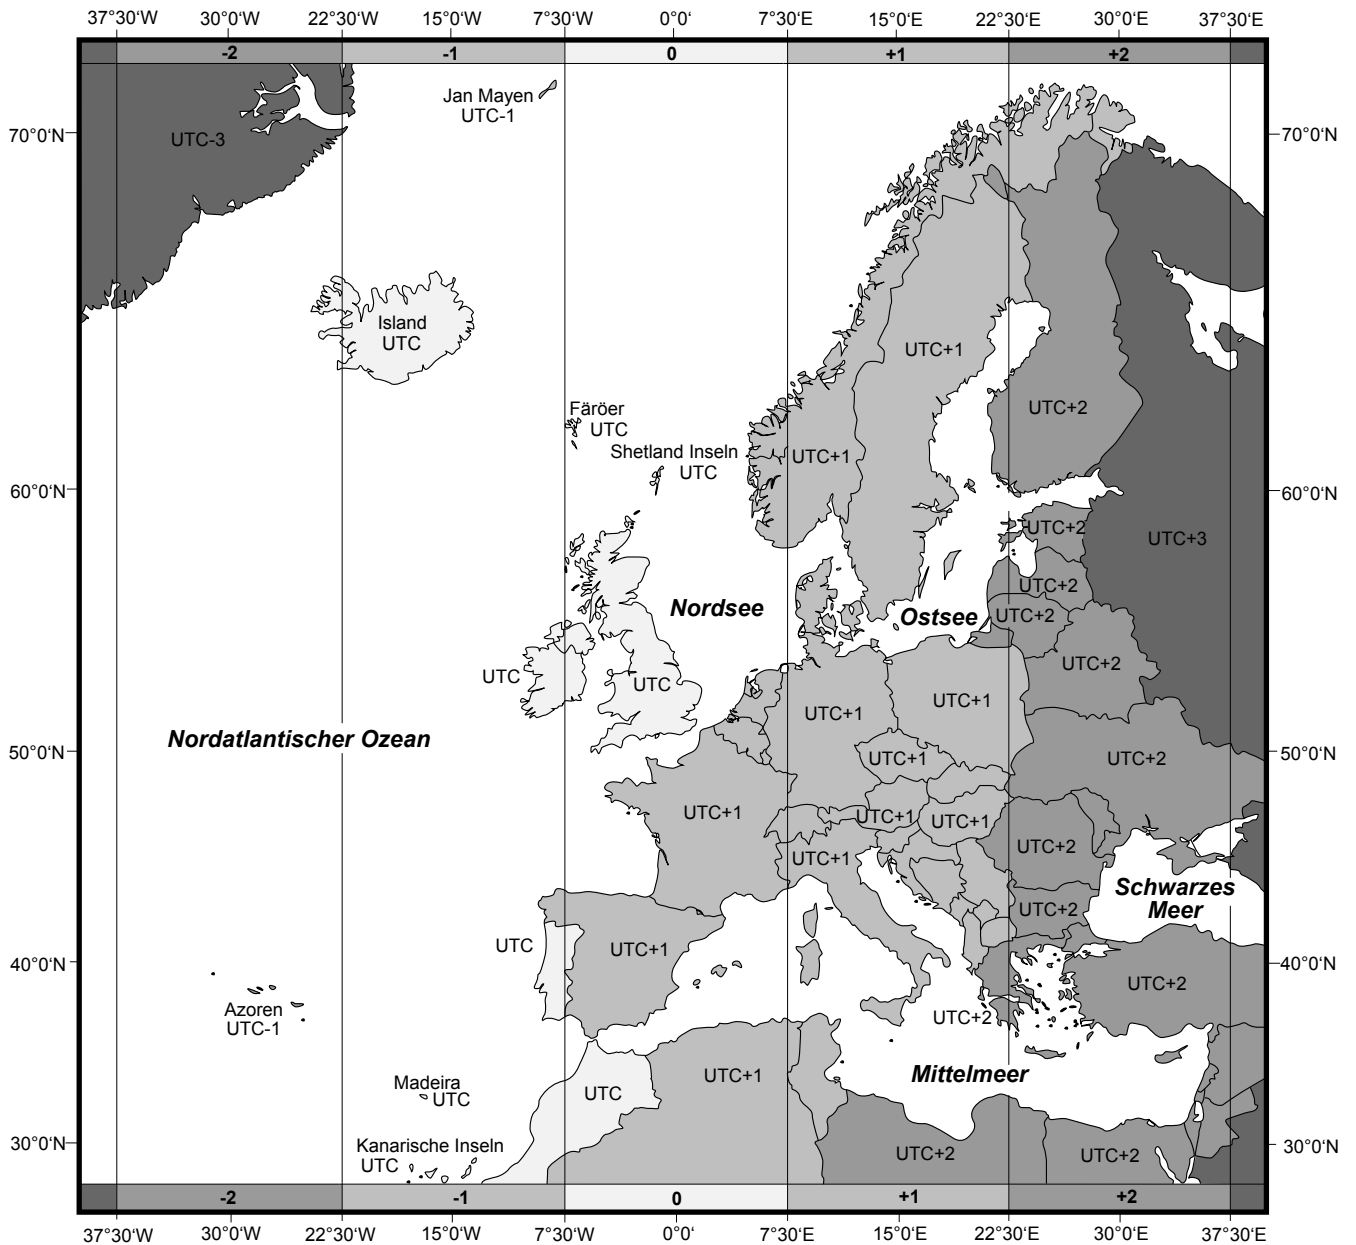 37°30'W 30°0'W 22°30'W 15°0'W 7°30'W 0°0' 7°30'E 15°0'E 22°30'E 30°0'E 37°30'E
-2 -1 0 +1 +2
Jan Mayen
UTC-1
70°0'N UTC-3 70°0'N
Island
UTC
UTC+1
Färöer
UTC
UTC+2
Shetland Inseln
UTC
UTC+1
60°0'N 60°0'N
UTC+2
UTC+3
UTC+2
Nordsee
Ostsee
UTC+2
UTC+2
UTC
UTC
UTC+1
UTC+1
Nordatlantischer Ozean
50°0'N 50°0'N
UTC+1
UTC+2
UTC+1
UTC+1
UTC+1
UTC+2
UTC+1
Schwarzes
Meer
UTC+2
UTC
UTC+1
40°0'N 40°0'N
UTC+2
Azoren
UTC-1
UTC+2
Mittelmeer
UTC+1
Madeira
UTC
UTC
30°0'N 30°0'N
Kanarische Inseln
UTC
UTC+2
UTC+2
-2 -1 0 +1 +2
37°30'W 30°0'W 22°30'W 15°0'W 7°30'W 0°0' 7°30'E 15°0'E 22°30'E 30°0'E 37°30'E